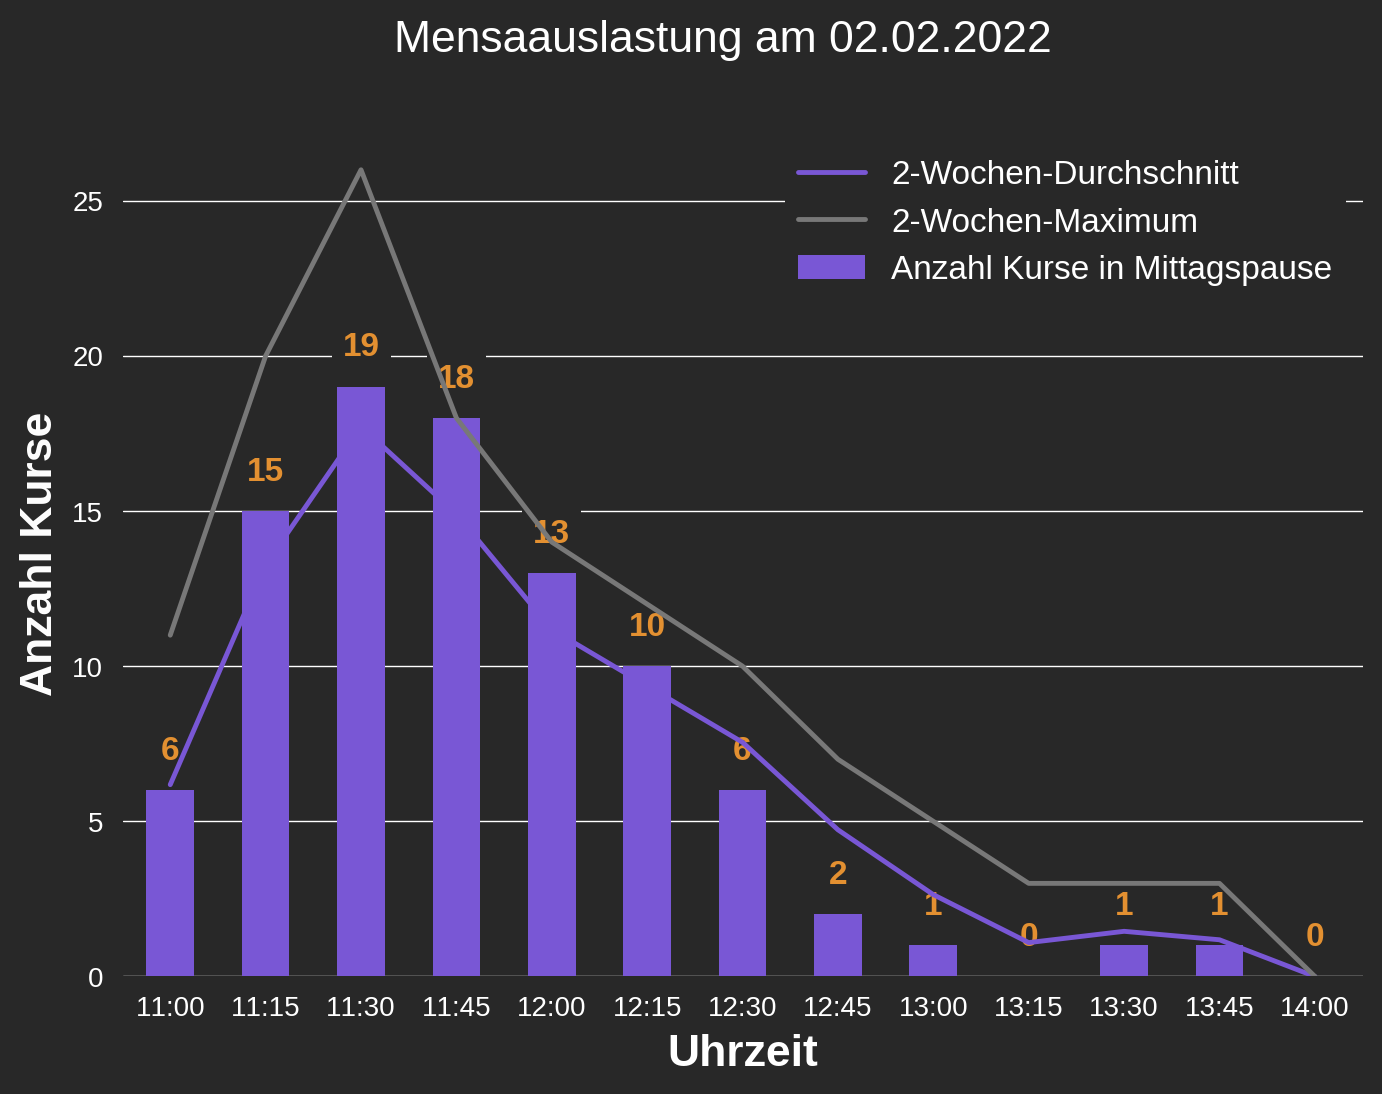 Mensaauslastung am 02.02.2022
2-Wochen-Durchschnitt
2-Wochen-Maximum
Anzahl Kurse in Mittagspause
Anzahl Kurse
25
20
15
10
5
0
6
15
19
18
13
10
6
2
1
0
1
1
0
11:00 11:15 11:30 11:45 12:00 12:15 12:30 12:45 13:00 13:15 13:30 13:45 14:00
Uhrzeit